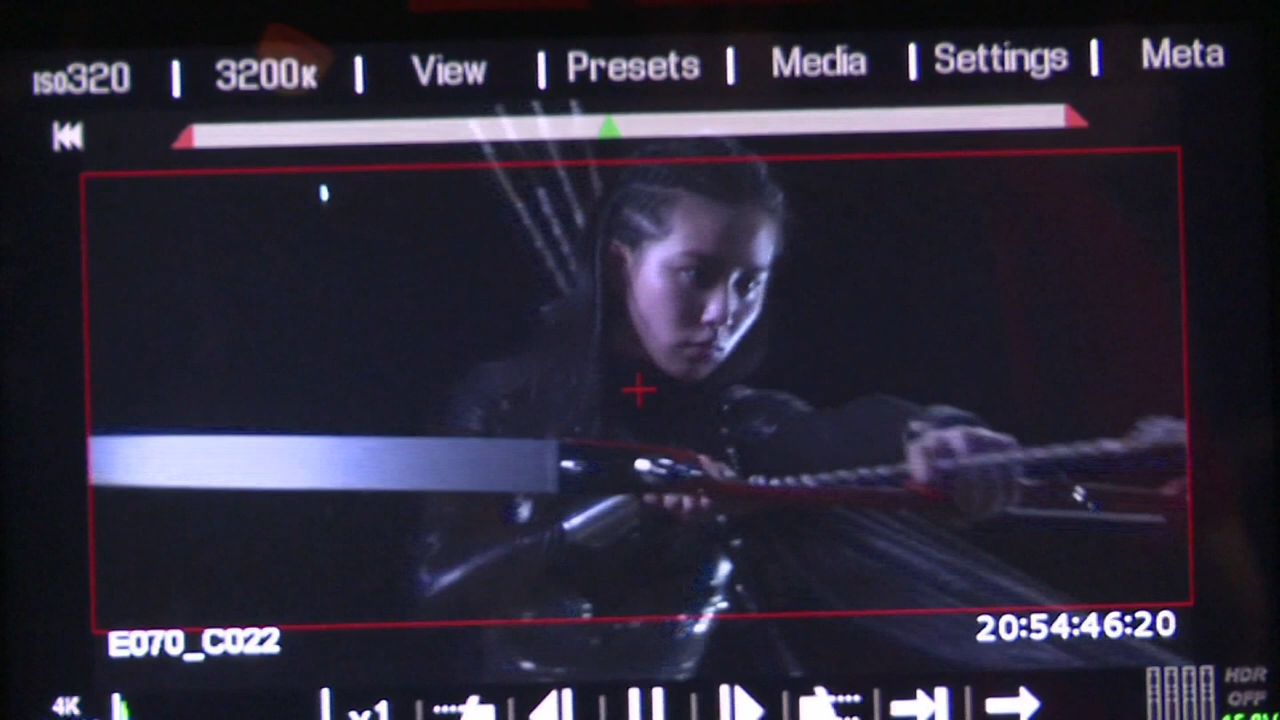 ISO320 | 3200K | View | Presets | Media | Settings | Meta
E070_C022
20:54:46:20
4K
x1
HDR
OFF